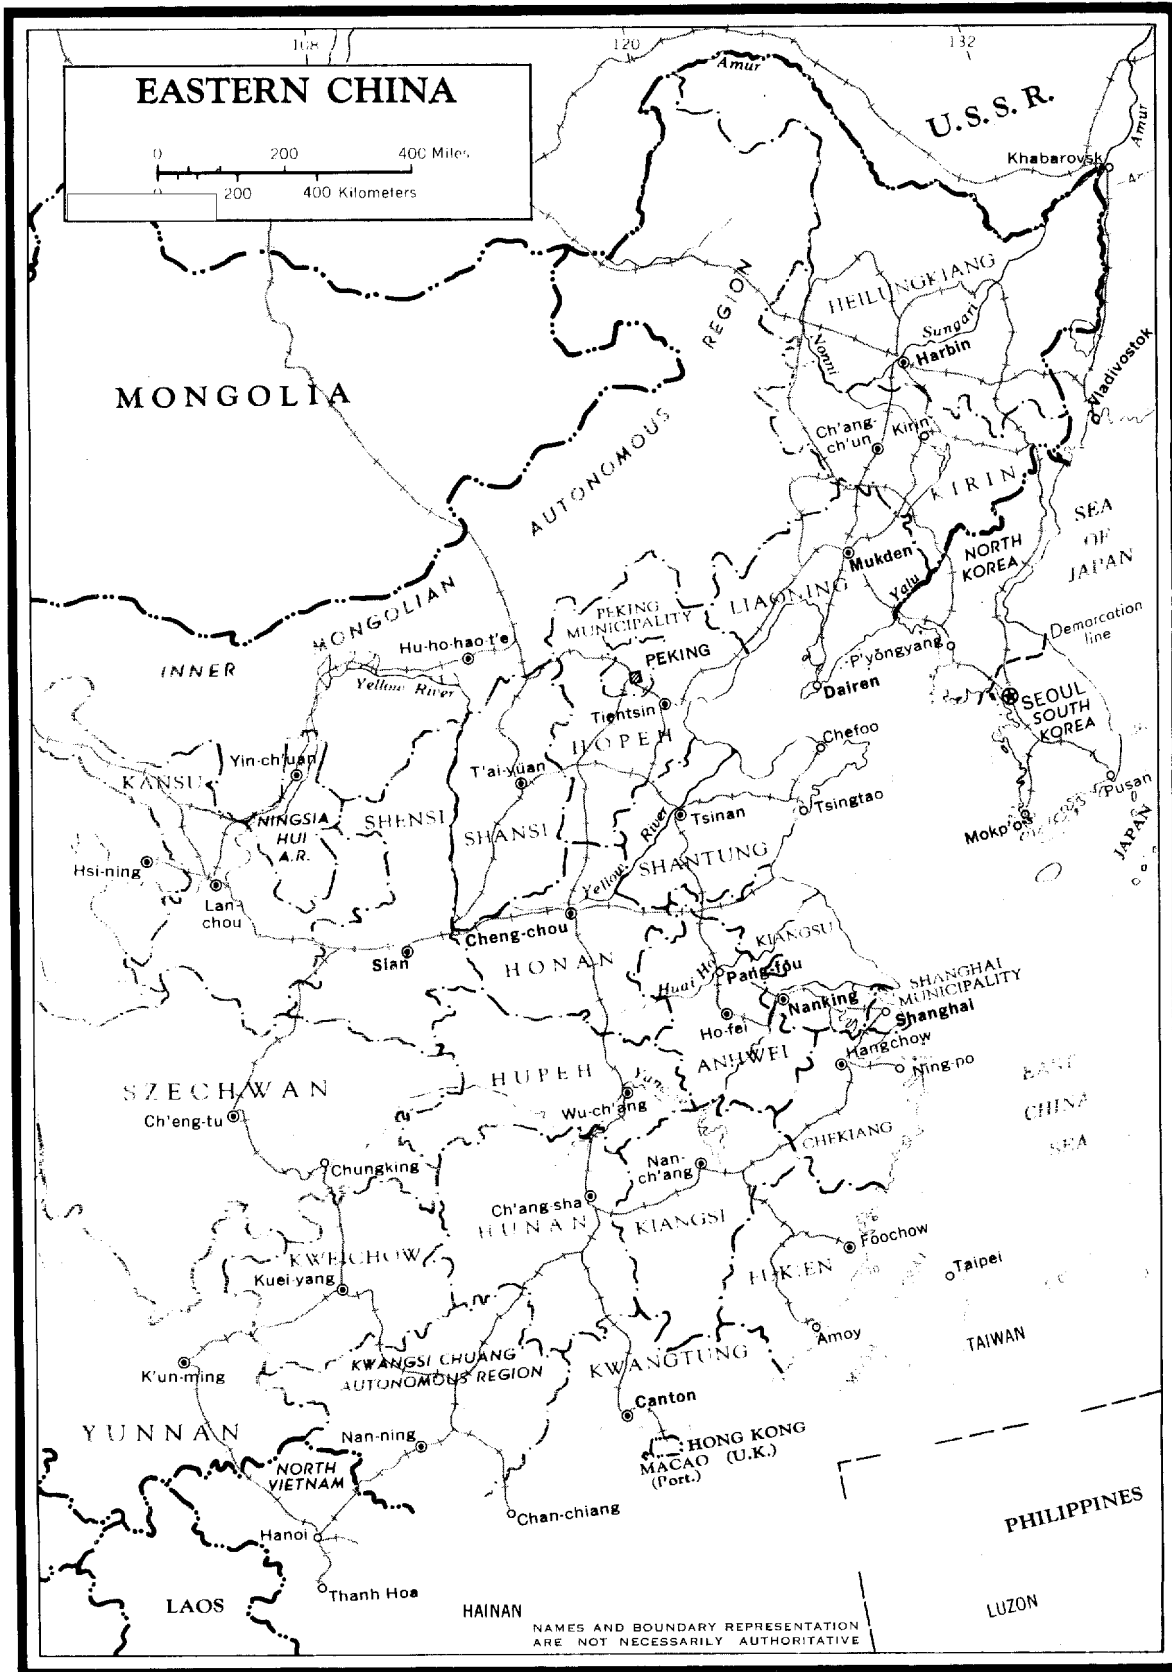 108
120
132
EASTERN CHINA
0 200 400 Miles
0 200 400 Kilometers
Amur
U.S.S.R.
Amur
Khabarovsk
MONGOLIA
HEILUNGKIANG
REGION
Sungari
Nonni
Harbin
Vladivostok
AUTONOMOUS
Ch'ang-
ch'un
Kirin
KIRIN
SEA
OF
JAPAN
Mukden
NORTH
KOREA
Yalu
LIAONING
MONGOLIAN
PEKING
MUNICIPALITY
Hu-ho-hao-t'e
PEKING
Demarcation
line
P'yŏngyang
INNER
Yellow River
Dairen
Tientsin
SEOUL
SOUTH
KOREA
HOPEH
Chefoo
Yin-ch'uan
T'ai-yüan
KANSU
Pusan
NINGSIA
HUI
A.R.
SHENSI
SHANSI
River
Tsinan
Tsingtao
Mokp'o
JAPAN
Hsi-ning
SHANTUNG
Yellow
Lan-
chou
Cheng-chou
KIANGSU
Sian
HONAN
Huai Ho
Pang-fou
SHANGHAI
MUNICIPALITY
Nanking
Shanghai
Ho-fei
ANHWEI
Hangchow
Ning-po
SZECHWAN
HUPEH
EAST
CHINA
SEA
Ch'eng-tu
Wu-ch'ang
CHEKIANG
Chungking
Nan-
ch'ang
Ch'ang-sha
HUNAN
KIANGSI
Foochow
KWEICHOW
Kuei-yang
FUKIEN
Taipei
Amoy
TAIWAN
K'un-ming
KWANGSI CHUANG
AUTONOMOUS REGION
KWANGTUNG
Canton
YUNNAN
Nan-ning
HONG KONG
(U.K.)
MACAO
(Port.)
NORTH
VIETNAM
Chan-chiang
PHILIPPINES
Hanoi
Thanh Hoa
LAOS
HAINAN
LUZON
NAMES AND BOUNDARY REPRESENTATION
ARE NOT NECESSARILY AUTHORITATIVE